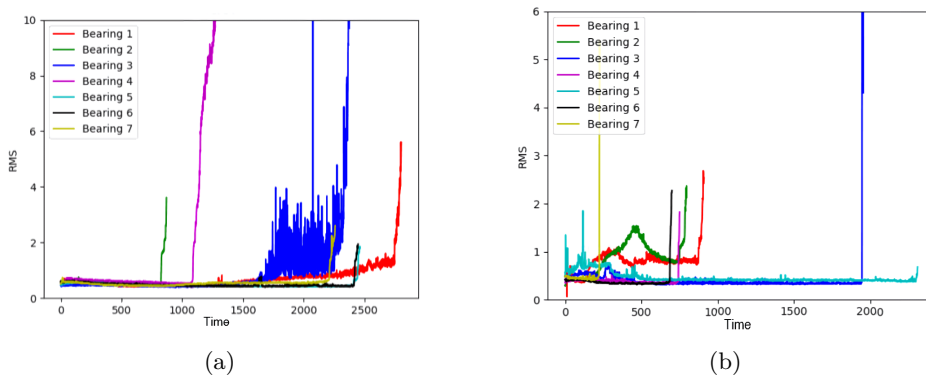 10
8
6
4
2
0
RMS
Bearing 1
Bearing 2
Bearing 3
Bearing 4
Bearing 5
Bearing 6
Bearing 7
0 500 1000 1500 2000 2500
Time
(a)
6
5
4
3
2
1
0
RMS
Bearing 1
Bearing 2
Bearing 3
Bearing 4
Bearing 5
Bearing 6
Bearing 7
0 500 1000 1500 2000
Time
(b)